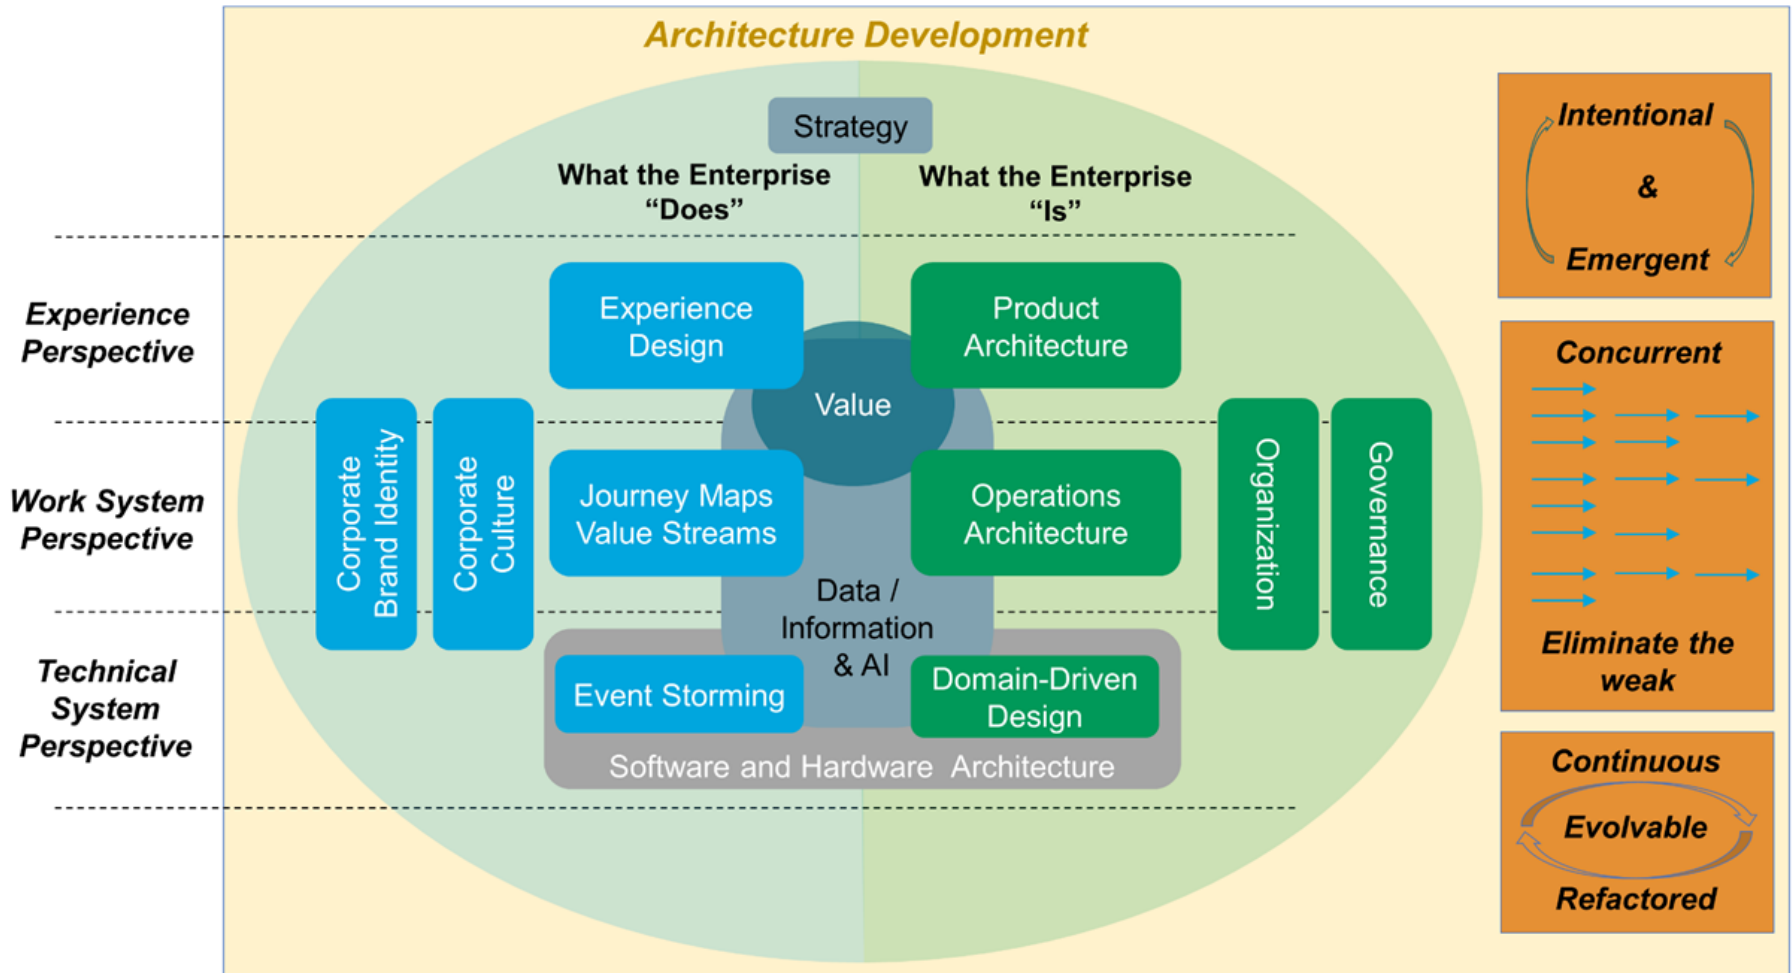 Architecture Development
Strategy
What the Enterprise
“Does”
What the Enterprise
“Is”
Experience
Perspective
Experience
Design
Product
Architecture
Value
Work System
Perspective
Corporate
Brand Identity
Corporate
Culture
Journey Maps
Value Streams
Operations
Architecture
Organization
Governance
Data /
Information
& AI
Technical
System
Perspective
Event Storming
Domain-Driven
Design
Software and Hardware Architecture
Intentional
&
Emergent
Concurrent
Eliminate the
weak
Continuous
Evolvable
Refactored